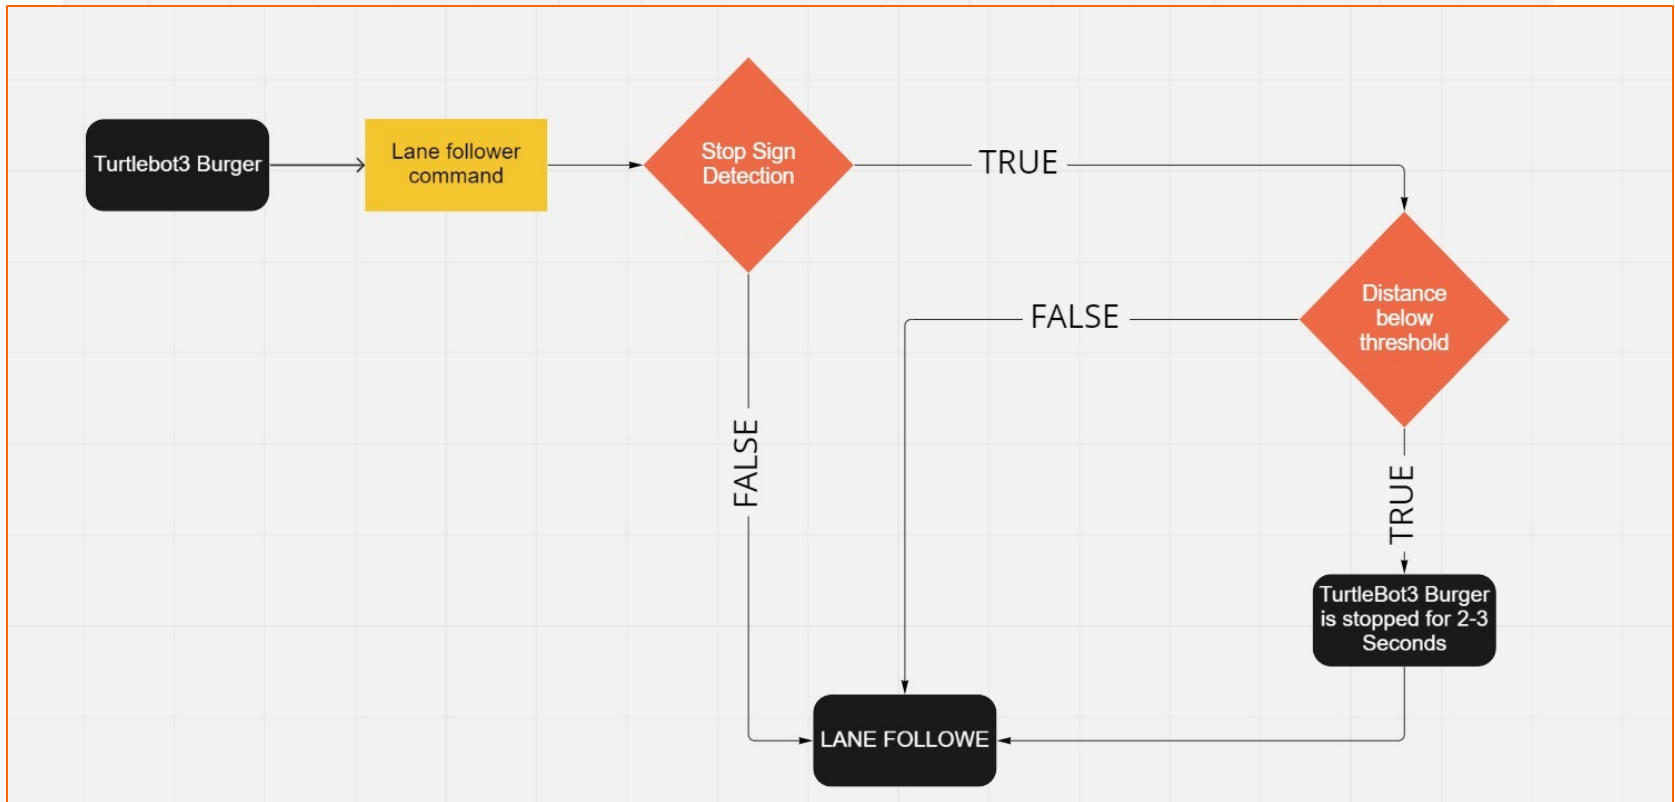 Turtlebot3 Burger
Lane follower
command
Stop Sign
Detection
TRUE
Distance
below
threshold
FALSE
FALSE
TRUE
TurtleBot3 Burger
is stopped for 2-3
Seconds
LANE FOLLOWE